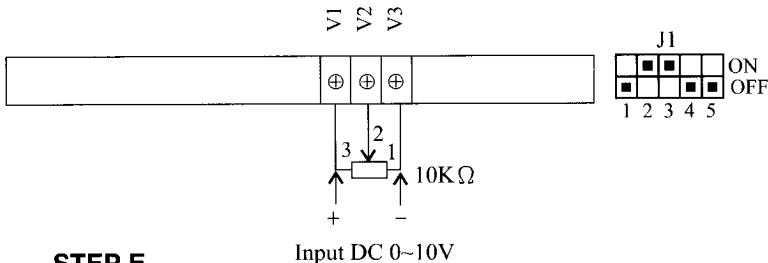 V1 V2 V3
J1
ON
OFF
1 2 3 4 5
2
3 1
10KΩ
+ −
Input DC 0~10V